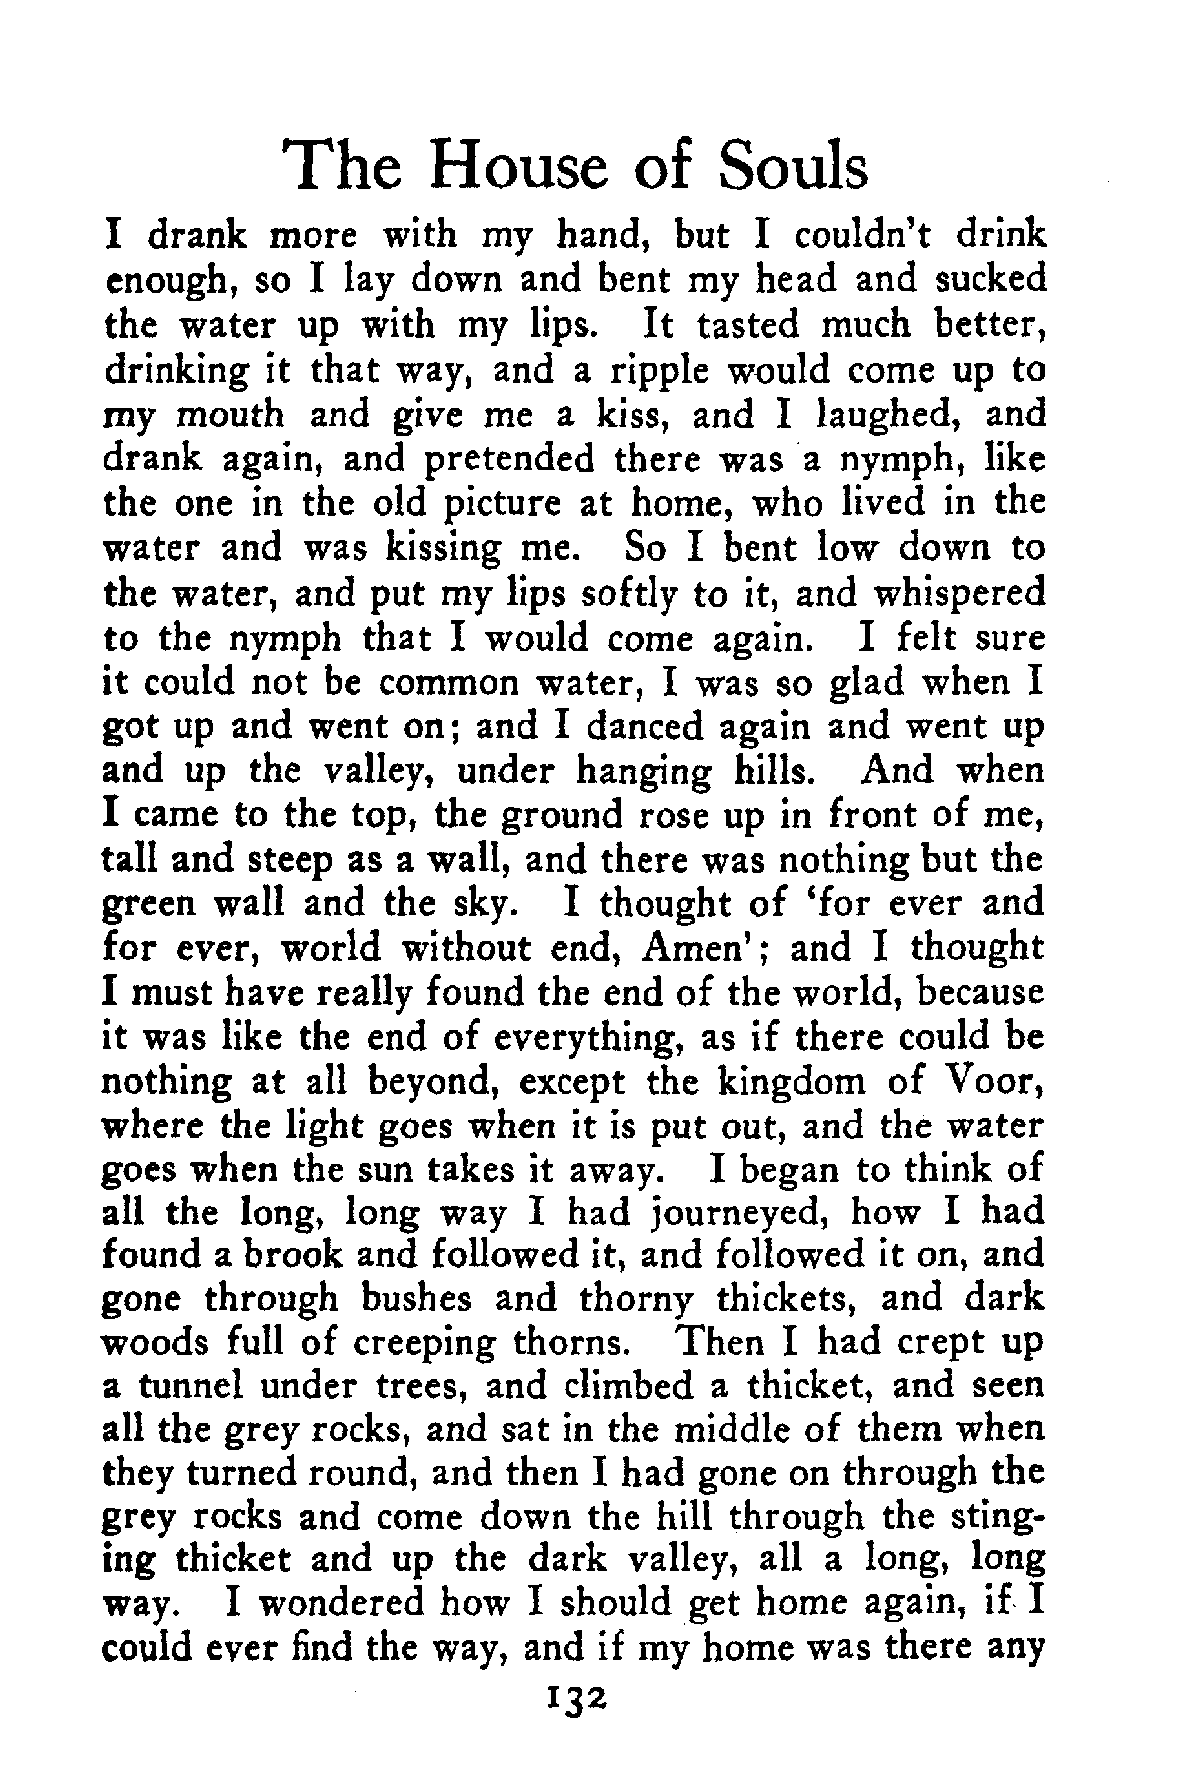 The House of Souls
I drank more with my hand, but I couldn't drink
enough, so I lay down and bent my head and sucked
the water up with my lips. It tasted much better,
drinking it that way, and a ripple would come up to
my mouth and give me a kiss, and I laughed, and
drank again, and pretended there was a nymph, like
the one in the old picture at home, who lived in the
water and was kissing me. So I bent low down to
the water, and put my lips softly to it, and whispered
to the nymph that I would come again. I felt sure
it could not be common water, I was so glad when I
got up and went on; and I danced again and went up
and up the valley, under hanging hills. And when
I came to the top, the ground rose up in front of me,
tall and steep as a wall, and there was nothing but the
green wall and the sky. I thought of 'for ever and
for ever, world without end, Amen'; and I thought
I must have really found the end of the world, because
it was like the end of everything, as if there could be
nothing at all beyond, except the kingdom of Voor,
where the light goes when it is put out, and the water
goes when the sun takes it away. I began to think of
all the long, long way I had journeyed, how I had
found a brook and followed it, and followed it on, and
gone through bushes and thorny thickets, and dark
woods full of creeping thorns. Then I had crept up
a tunnel under trees, and climbed a thicket, and seen
all the grey rocks, and sat in the middle of them when
they turned round, and then I had gone on through the
grey rocks and come down the hill through the sting-
ing thicket and up the dark valley, all a long, long
way. I wondered how I should get home again, if I
could ever find the way, and if my home was there any
132